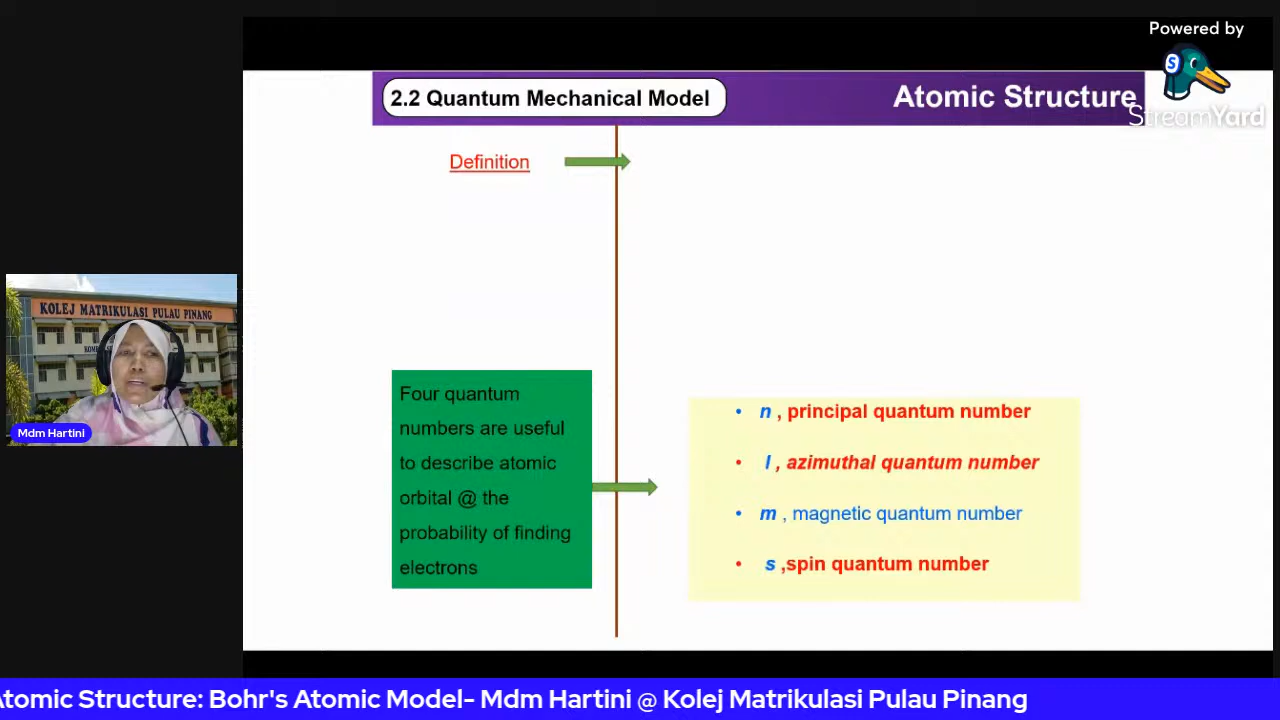 Powered by
StreamYard
2.2 Quantum Mechanical Model
Atomic Structure
Definition
Four quantum
numbers are useful
to describe atomic
orbital @ the
probability of finding
electrons
• n , principal quantum number
• l , azimuthal quantum number
• m , magnetic quantum number
• s ,spin quantum number
KOLEJ MATRIKULASI PULAU PINANG
Mdm Hartini
Atomic Structure: Bohr's Atomic Model- Mdm Hartini @ Kolej Matrikulasi Pulau Pinang